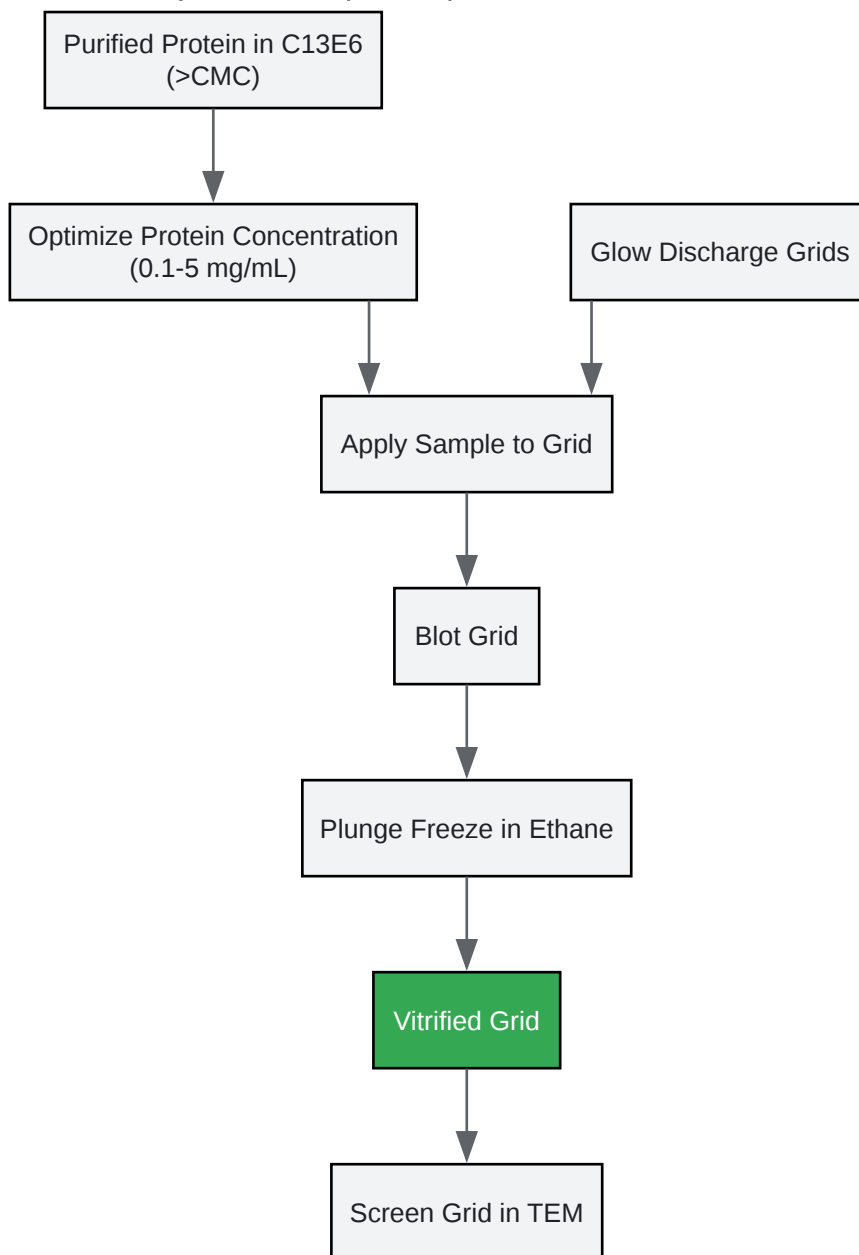 Purified Protein in C13E6
(>CMC)
Optimize Protein Concentration
(0.1-5 mg/mL)
Glow Discharge Grids
Apply Sample to Grid
Blot Grid
Plunge Freeze in Ethane
Vitrified Grid
Screen Grid in TEM